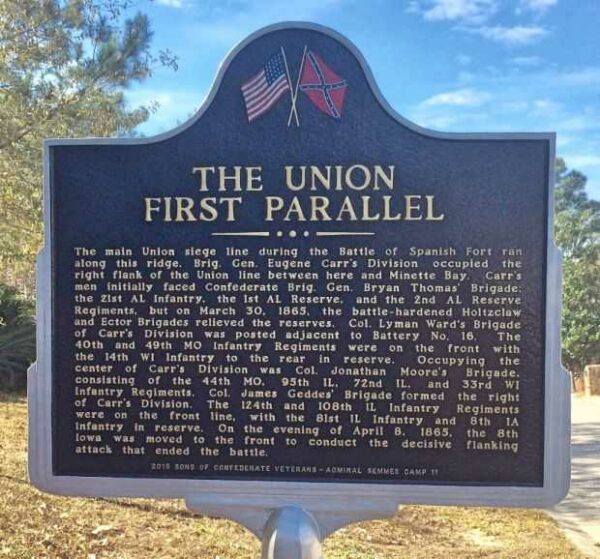 THE UNION
FIRST PARALLEL
The main Union siege line during the Battle of Spanish Fort ran
along this ridge. Brig. Gen. Eugene Carr's Division occupied the
right flank of the Union line between here and Minette Bay. Carr's
men initially faced Confederate Brig. Gen. Bryan Thomas' Brigade:
the 21st AL Infantry, the 1st AL Reserve, and the 2nd AL Reserve
Regiments, but on March 30, 1865, the battle-hardened Holtzclaw
and Ector Brigades relieved the reserves. Col. Lyman Ward's Brigade
of Carr's Division was posted adjacent to Battery No. 16. The
40th and 49th MO Infantry Regiments were on the front with
the 14th WI Infantry to the rear in reserve. Occupying the
center of Carr's Division was Col. Jonathan Moore's Brigade,
consisting of the 44th MO, 95th IL, 72nd IL, and 33rd WI
Infantry Regiments. Col. James Geddes' Brigade formed the right
of Carr's Division. The 124th and 108th IL Infantry Regiments
were on the front line, with the 81st IL Infantry and 8th IA
Infantry in reserve. On the evening of April 8, 1865, the 8th
Iowa was moved to the front to conduct the decisive flanking
attack that ended the battle.
2015 SONS OF CONFEDERATE VETERANS - ADMIRAL SEMMES CAMP 11